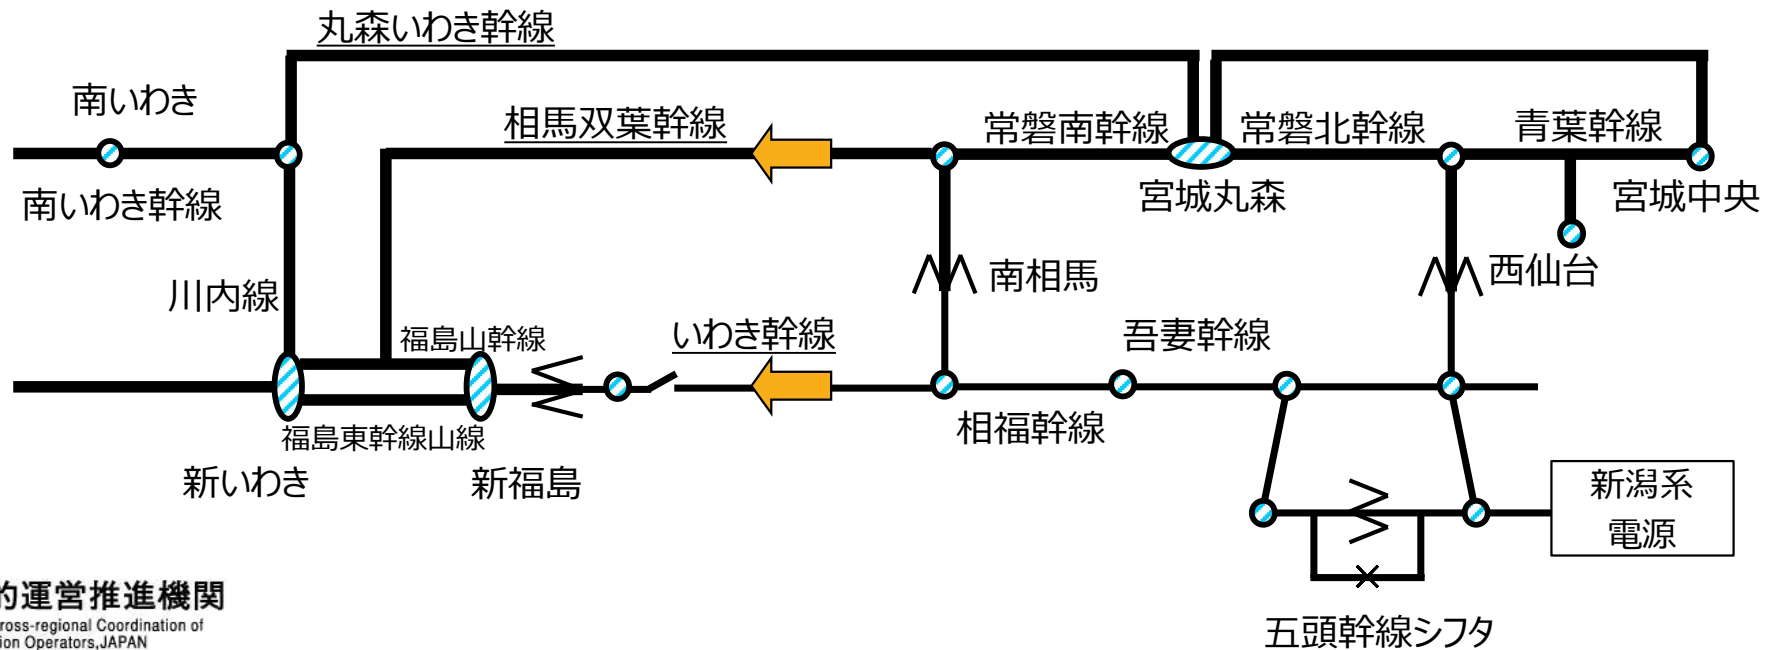 丸森いわき幹線
南いわき
相馬双葉幹線
常磐南幹線
常磐北幹線
青葉幹線
南いわき幹線
宮城丸森
宮城中央
川内線
南相馬
西仙台
福島山幹線
いわき幹線
吾妻幹線
福島東幹線山線
相福幹線
新いわき
新福島
新潟系
電源
五頭幹線シフタ
的運営推進機関
ross-regional Coordination of
ion Operators,JAPAN